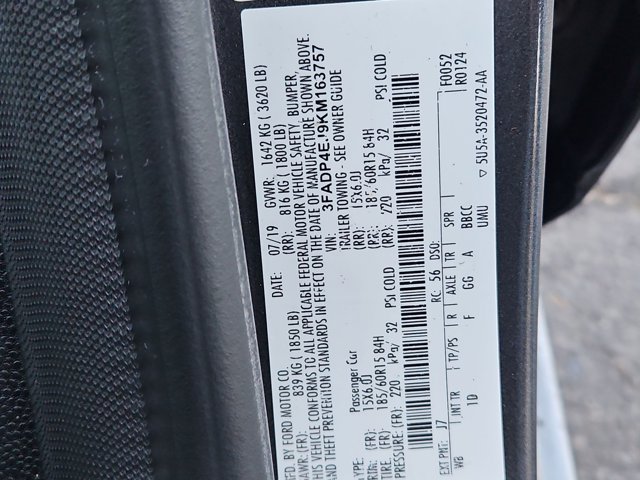 MFD. BY FORD MOTOR CO.
DATE: 07/19 GVWR: 1642 KG ( 3620 LB)
GAWR: (FR): 839 KG ( 1850 LB) (RR): 816 KG ( 1800 LB)
THIS VEHICLE CONFORMS TO ALL APPLICABLE FEDERAL MOTOR VEHICLE SAFETY, BUMPER,
THEFT PREVENTION STANDARDS IN EFFECT ON THE DATE OF MANUFACTURE SHOWN ABOVE.
VIN: 3FADP4EJ9KM163757
Passenger Car TRAILER TOWING - SEE OWNER GUIDE
RIM: (FR): 15X6.0J (RR): 15X6.0J
TIRE: (FR): 185/60R15 84H (RR): 185/60R15 84H
PRESSURE: (FR): 220 kPa/ 32 PSI COLD (RR): 220 kPa/ 32 PSI COLD
EXT PNT: J7 RC: 56 DSO: F0052
WB INT TR TP/PS R AXLE TR SPR R0124
1D F GG A BBCC
UMU
5U5A-3520472-AA